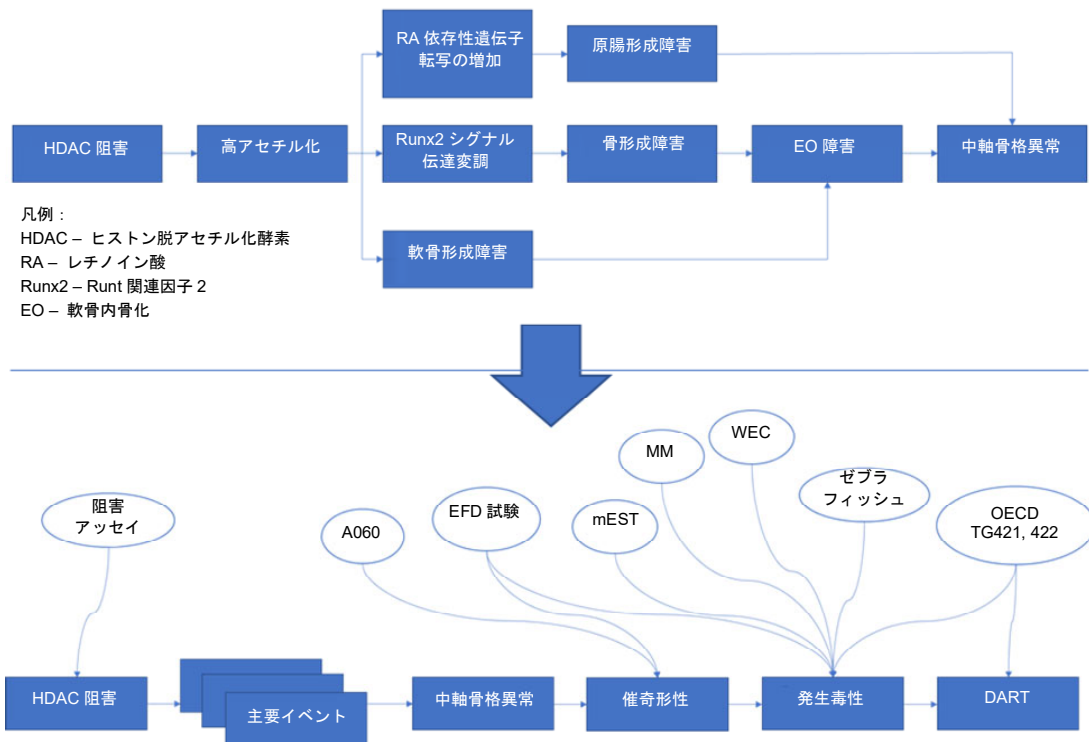 RA 依存性遺伝子
転写の増加
原腸形成障害
HDAC 阻害
高アセチル化
Runx2 シグナル
伝達変調
骨形成障害
EO 障害
中軸骨格異常
軟骨形成障害
凡例：
HDAC – ヒストン脱アセチル化酵素
RA – レチノイン酸
Runx2 – Runt 関連因子 2
EO – 軟骨内骨化
阻害
アッセイ
A060
EFD 試験
mEST
MM
WEC
ゼブラ
フィッシュ
OECD
TG421, 422
HDAC 阻害
主要イベント
中軸骨格異常
催奇形性
発生毒性
DART